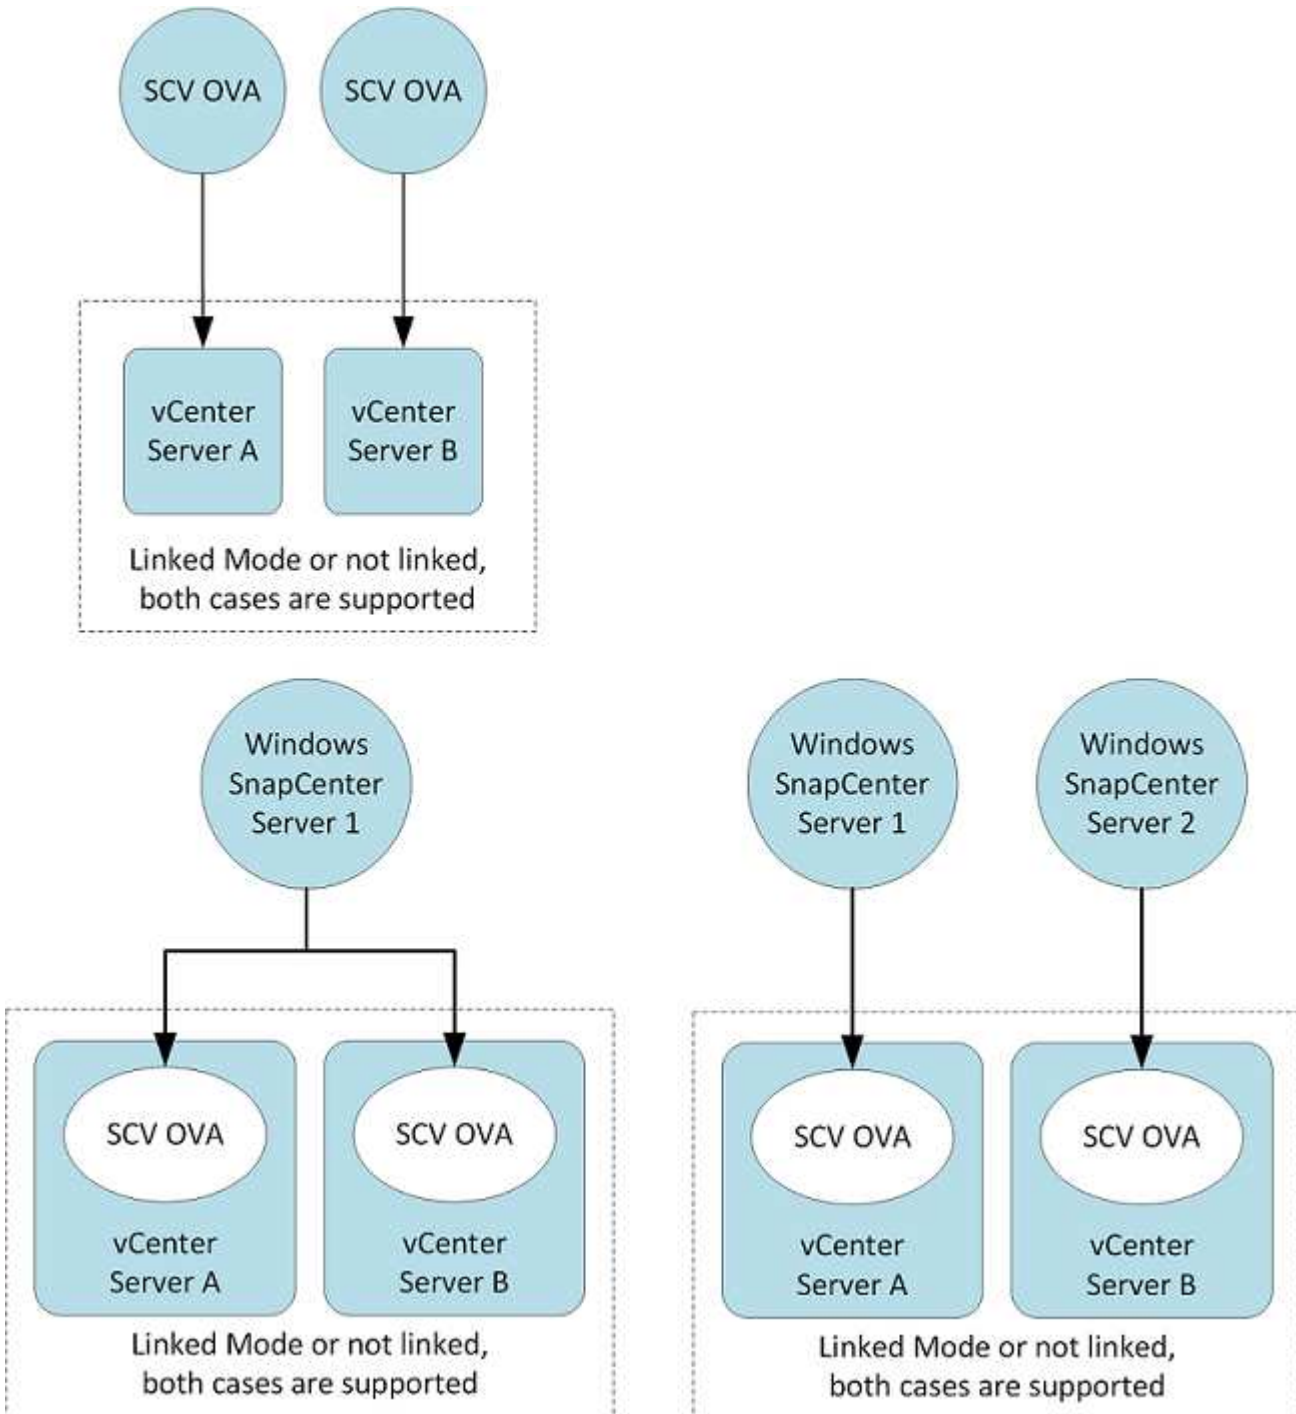 SCV OVA
SCV OVA
vCenter
Server A
vCenter
Server B
Linked Mode or not linked,
both cases are supported
Windows
SnapCenter
Server 1
SCV OVA
SCV OVA
vCenter
Server A
vCenter
Server B
Linked Mode or not linked,
both cases are supported
Windows
SnapCenter
Server 1
Windows
SnapCenter
Server 2
SCV OVA
SCV OVA
vCenter
Server A
vCenter
Server B
Linked Mode or not linked,
both cases are supported